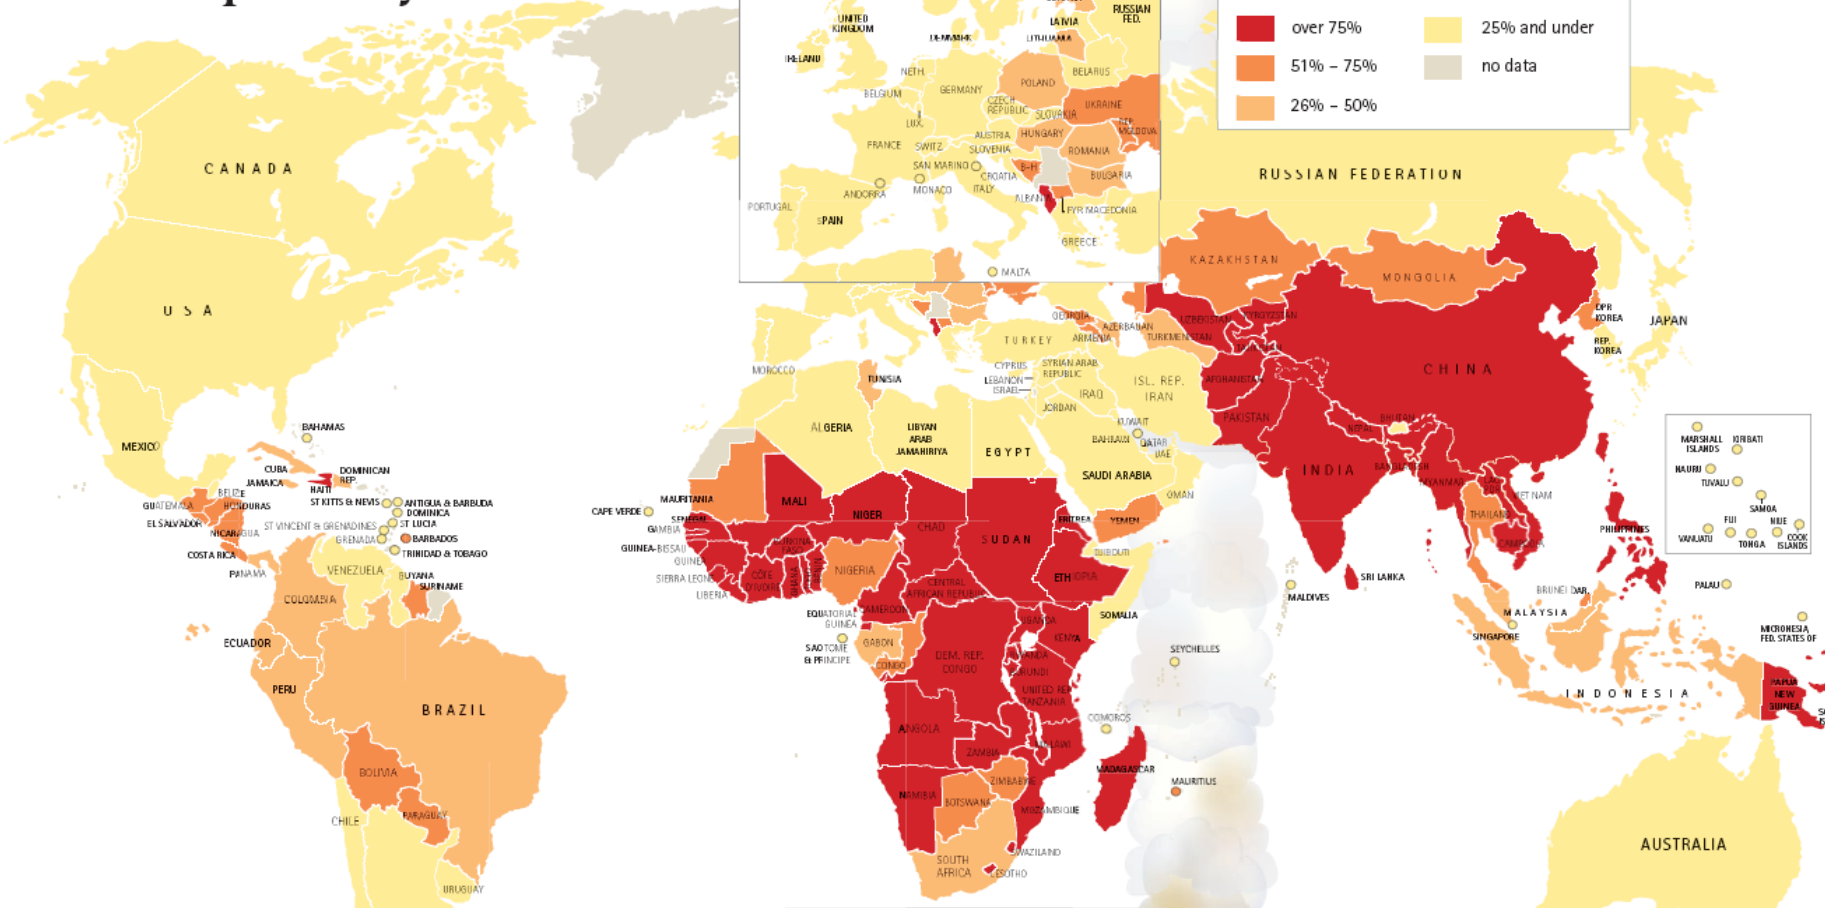 over 75%
51% – 75%
26% – 50%
25% and under
no data
UNITED
KINGDOM
IRELAND
DENMARK
LATVIA
LITHUANIA
RUSSIAN
FED.
NETH.
BELGIUM
GERMANY
POLAND
BELARUS
LUX.
CZECH
REPUBLIC
SLOVAKIA
UKRAINE
REP.
MOLDOVA
FRANCE
SWITZ
AUSTRIA
SLOVENIA
HUNGARY
ROMANIA
SAN MARINO
CROATIA
B-H
BULGARIA
ANDORRA
MONACO
ITALY
ALBANIA
FYR MACEDONIA
PORTUGAL
SPAIN
GREECE
MALTA
CANADA
USA
MEXICO
BAHAMAS
CUBA
JAMAICA
HAITI
DOMINICAN
REP.
BELIZE
GUATEMALA
HONDURAS
EL SALVADOR
NICARAGUA
COSTA RICA
PANAMA
ST KITTS & NEVIS
ANTIGUA & BARBUDA
DOMINICA
ST LUCIA
ST VINCENT & GRENADINES
GRENADA
BARBADOS
TRINIDAD & TOBAGO
VENEZUELA
GUYANA
SURINAME
COLOMBIA
ECUADOR
PERU
BRAZIL
BOLIVIA
PARAGUAY
CHILE
URUGUAY
RUSSIAN FEDERATION
KAZAKHSTAN
MONGOLIA
GEORGIA
ARMENIA
AZERBAIJAN
TURKMENISTAN
UZBEKISTAN
KYRGYZSTAN
TAJIKISTAN
CHINA
DPR
KOREA
REP.
KOREA
JAPAN
TURKEY
CYPRUS
LEBANON
ISRAEL
SYRIAN ARAB
REPUBLIC
IRAQ
JORDAN
ISL. REP.
IRAN
AFGHANISTAN
PAKISTAN
KUWAIT
BAHRAIN
QATAR
UAE
SAUDI ARABIA
OMAN
YEMEN
INDIA
NEPAL
BHUTAN
BANGLADESH
MYANMAR
LAO
PDR
VIET NAM
THAILAND
CAMBODIA
PHILIPPINES
SRI LANKA
MALDIVES
BRUNEI DAR.
MALAYSIA
SINGAPORE
INDONESIA
PAPUA
NEW
GUINEA
AUSTRALIA
MARSHALL
ISLANDS
KIRIBATI
NAURU
TUVALU
SAMOA
FIJI
NIUE
VANUATU
TONGA
COOK
ISLANDS
PALAU
MICRONESIA,
FED. STATES OF
MOROCCO
TUNISIA
ALGERIA
LIBYAN
ARAB
JAMAHIRIYA
EGYPT
MAURITANIA
CAPE VERDE
SENEGAL
GAMBIA
GUINEA-BISSAU
GUINEA
SIERRA LEONE
LIBERIA
MALI
BURKINA
FASO
CÔTE
D'IVOIRE
GHANA
BENIN
NIGER
NIGERIA
CHAD
SUDAN
ERITREA
DJIBOUTI
ETHIOPIA
SOMALIA
CENTRAL
AFRICAN REPUBLIC
CAMEROON
EQUATORIAL
GUINEA
SAO TOME
& PRINCIPE
GABON
CONGO
DEM. REP.
CONGO
UGANDA
KENYA
RWANDA
BURUNDI
UNITED REP.
TANZANIA
SEYCHELLES
COMOROS
ANGOLA
ZAMBIA
MALAWI
NAMIBIA
BOTSWANA
ZIMBABWE
MOZAMBIQUE
MADAGASCAR
MAURITIUS
SOUTH
AFRICA
SWAZILAND
LESOTHO